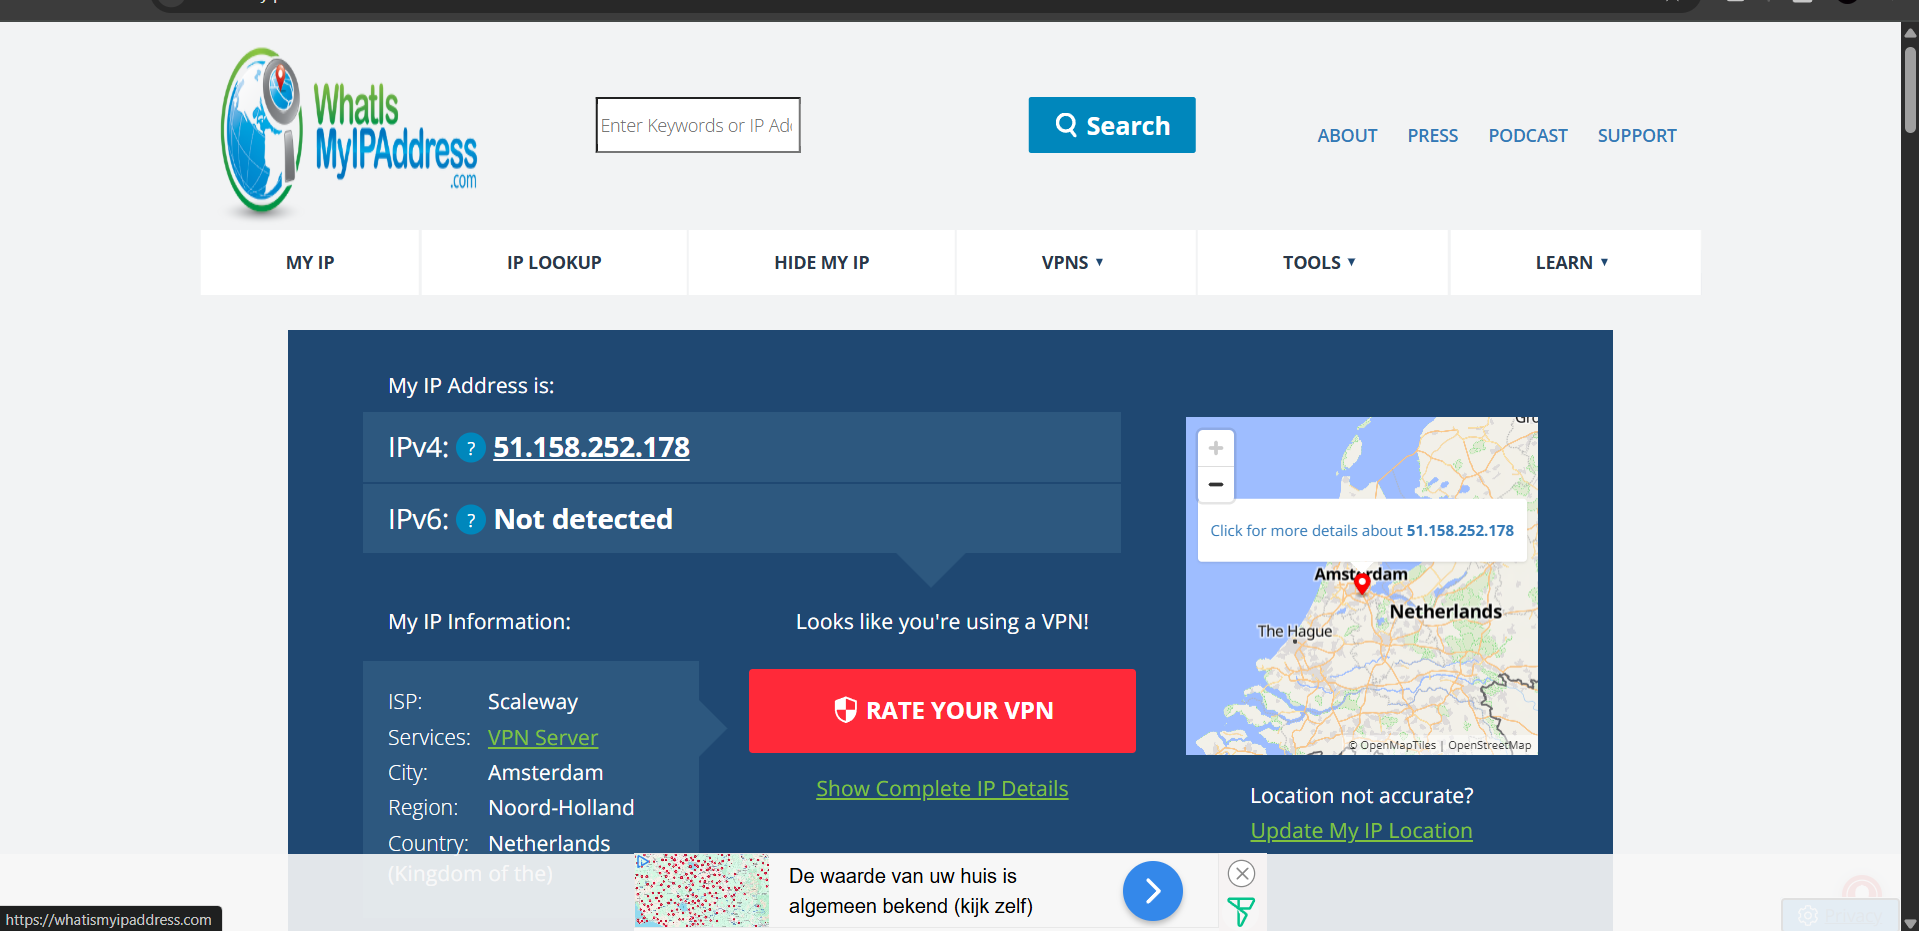 WhatIs
MyIPAddress
.com
Enter Keywords or IP Ad
Search
ABOUT
PRESS
PODCAST
SUPPORT
MY IP
IP LOOKUP
HIDE MY IP
VPNS ▼
TOOLS ▼
LEARN ▼
My IP Address is:
IPv4: ? 51.158.252.178
IPv6: ? Not detected
My IP Information:
ISP: Scaleway
Services: VPN Server
City: Amsterdam
Region: Noord-Holland
Country: Netherlands
(Kingdom of the)
Looks like you're using a VPN!
RATE YOUR VPN
Show Complete IP Details
+
−
Click for more details about 51.158.252.178
Amsterdam
Netherlands
The Hague
© OpenMapTiles | OpenStreetMap
Location not accurate?
Update My IP Location
De waarde van uw huis is
algemeen bekend (kijk zelf)
https://whatismyipaddress.com
Privacy